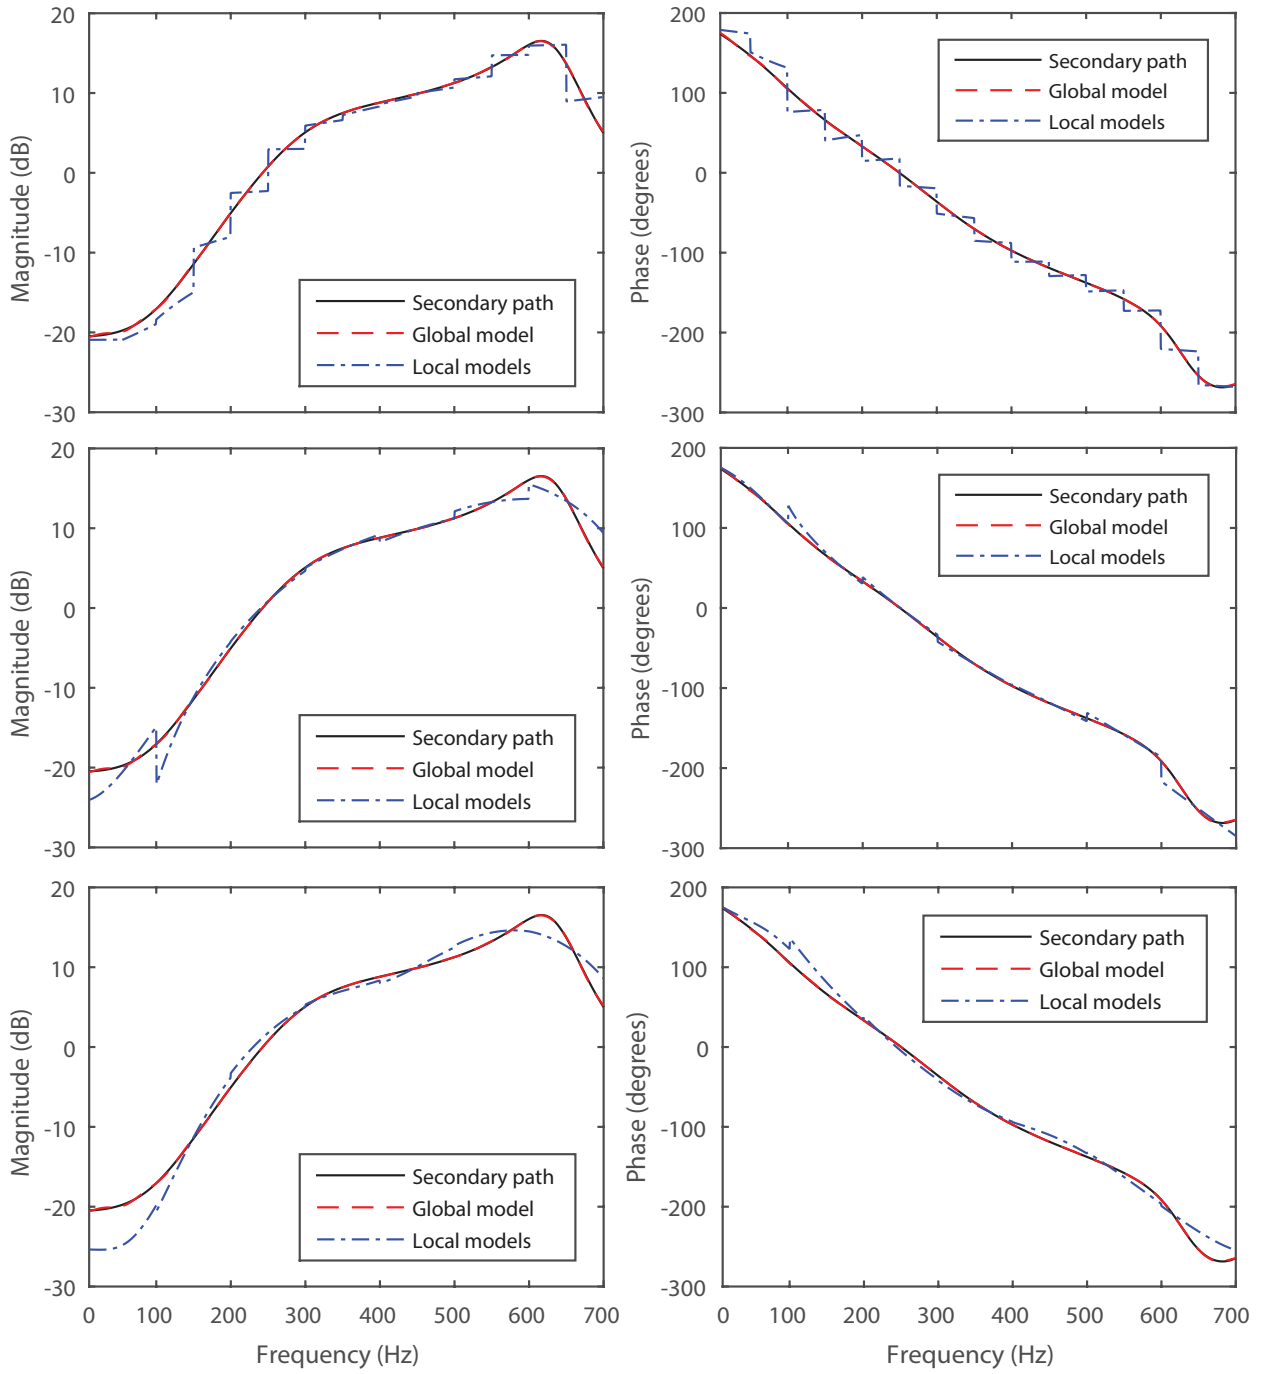 20
10
0
-10
-20
-30
Magnitude (dB)
Secondary path
Global model
Local models
200
100
0
-100
-200
-300
Phase (degrees)
Secondary path
Global model
Local models
20
10
0
-10
-20
-30
Magnitude (dB)
Secondary path
Global model
Local models
200
100
0
-100
-200
-300
Phase (degrees)
Secondary path
Global model
Local models
20
10
0
-10
-20
-30
Magnitude (dB)
Secondary path
Global model
Local models
0 100 200 300 400 500 600 700
Frequency (Hz)
200
100
0
-100
-200
-300
Phase (degrees)
Secondary path
Global model
Local models
0 100 200 300 400 500 600 700
Frequency (Hz)